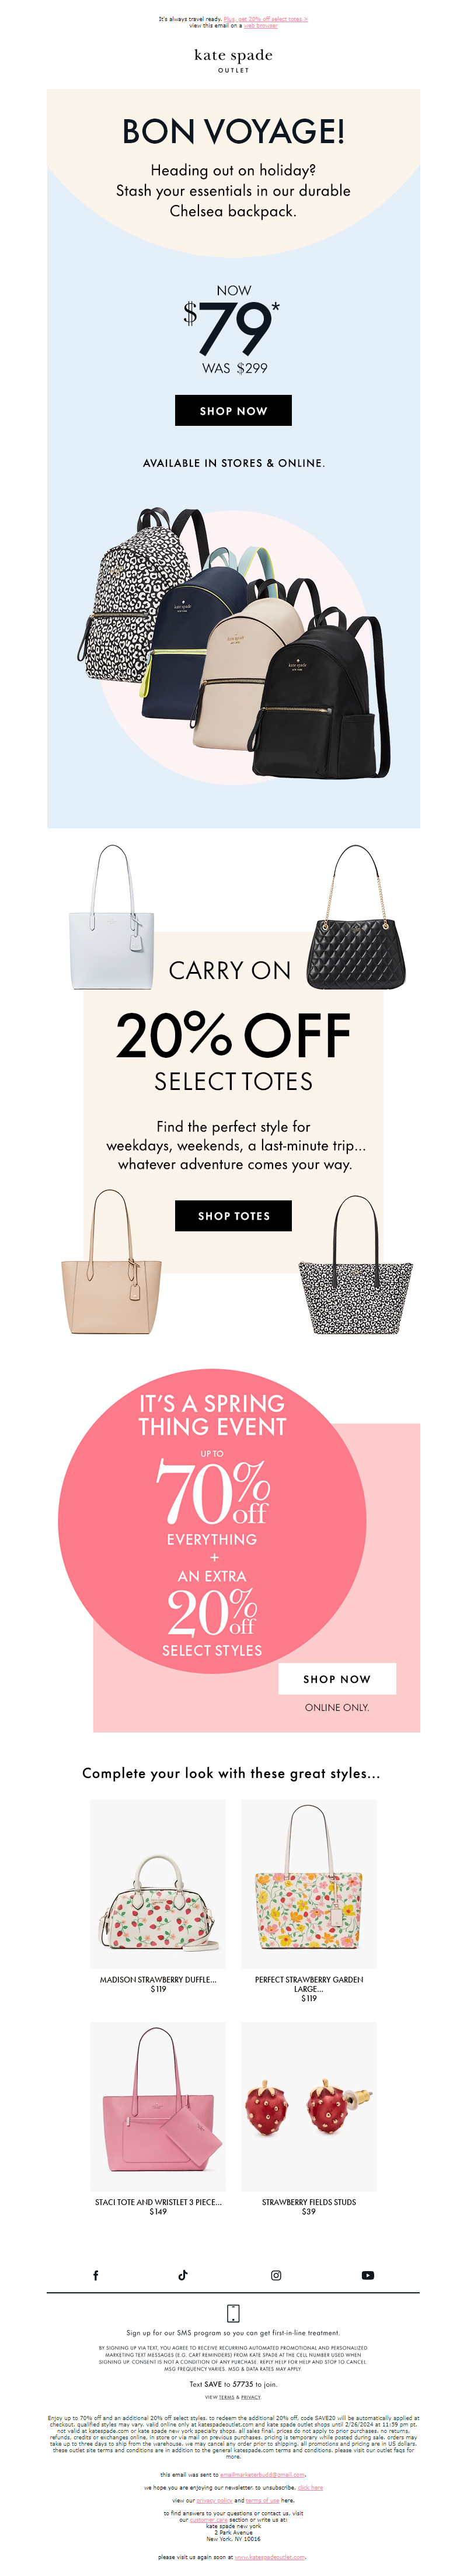 It's always travel ready. Plus, get 20% off select totes >
view this email on a web browser
kate spade
OUTLET
BON VOYAGE!
Heading out on holiday?
Stash your essentials in our durable
Chelsea backpack.
NOW
$79*
WAS $299
SHOP NOW
AVAILABLE IN STORES & ONLINE.
kate spade
NEW YORK
kate spade
NEW YORK
kate spade
NEW YORK
CARRY ON
20% OFF
SELECT TOTES
Find the perfect style for
weekdays, weekends, a last-minute trip...
whatever adventure comes your way.
SHOP TOTES
IT'S A SPRING
THING EVENT
UP TO
70% off
EVERYTHING
+
AN EXTRA
20% off
SELECT STYLES
SHOP NOW
ONLINE ONLY.
Complete your look with these great styles...
MADISON STRAWBERRY DUFFLE...
$119
PERFECT STRAWBERRY GARDEN
LARGE...
$119
STACI TOTE AND WRISTLET 3 PIECE...
$149
STRAWBERRY FIELDS STUDS
$39
Sign up for our SMS program so you can get first-in-line treatment.
BY SIGNING UP VIA TEXT, YOU AGREE TO RECEIVE RECURRING AUTOMATED PROMOTIONAL AND PERSONALIZED
MARKETING TEXT MESSAGES (E.G. CART REMINDERS) FROM KATE SPADE AT THE CELL NUMBER USED WHEN
SIGNING UP. CONSENT IS NOT A CONDITION OF ANY PURCHASE. REPLY HELP FOR HELP AND STOP TO CANCEL.
MSG FREQUENCY VARIES. MSG & DATA RATES MAY APPLY.
Text SAVE to 57735 to join.
VIEW TERMS & PRIVACY.
Enjoy up to 70% off and an additional 20% off select styles. to redeem the additional 20% off, code SAVE20 will be automatically applied at
checkout. qualified styles may vary. valid online only at katespadeoutlet.com and kate spade outlet shops until 2/26/2024 at 11:59 pm pt.
not valid at katespade.com or kate spade new york specialty shops. all sales final. prices do not apply to prior purchases. no returns,
refunds, credits or exchanges online, in store or via mail on previous purchases. pricing is temporary while posted during sale. orders may
take up to three days to ship from the warehouse. we may cancel any order prior to shipping. all promotions and pricing are in US dollars.
these outlet site terms and conditions are in addition to the general katespade.com terms and conditions. please visit our outlet faqs for
more.
this email was sent to emailmarketerbudd@gmail.com.
we hope you are enjoying our newsletter. to unsubscribe, click here
view our privacy policy and terms of use here.
to find answers to your questions or contact us, visit
our customer care section or write us at:
kate spade new york
2 Park Avenue
New York, NY 10016
please visit us again soon at www.katespadeoutlet.com.